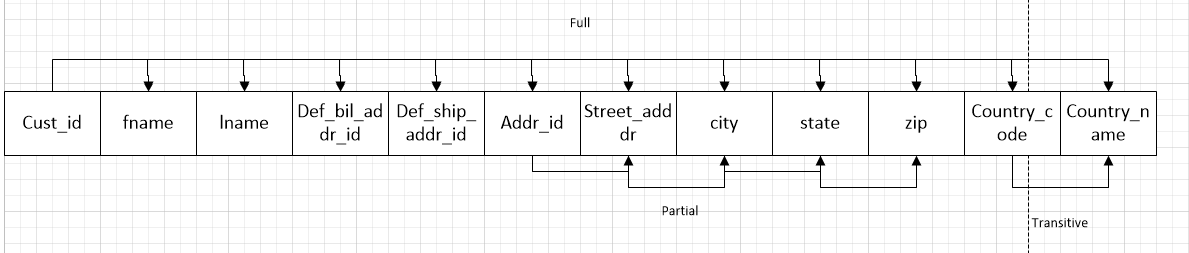 Full
Cust_id
fname
lname
Def_bil_ad
dr_id
Def_ship_
addr_id
Addr_id
Street_add
r
city
state
zip
Country_c
ode
Country_n
ame
Partial
Transitive